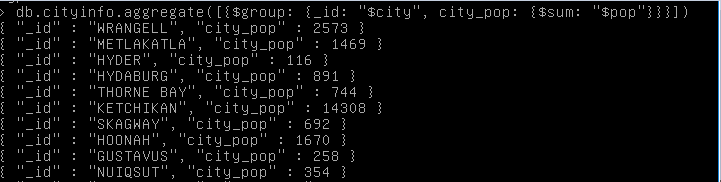 > db.cityinfo.aggregate([{$group: {_id: "$city", city_pop: {$sum: "$pop"}}}])
{ "_id" : "WRANGELL", "city_pop" : 2573 }
{ "_id" : "METLAKATLA", "city_pop" : 1469 }
{ "_id" : "HYDER", "city_pop" : 116 }
{ "_id" : "HYDABURG", "city_pop" : 891 }
{ "_id" : "THORNE BAY", "city_pop" : 744 }
{ "_id" : "KETCHIKAN", "city_pop" : 14308 }
{ "_id" : "SKAGWAY", "city_pop" : 692 }
{ "_id" : "HOONAH", "city_pop" : 1670 }
{ "_id" : "GUSTAVUS", "city_pop" : 258 }
{ "_id" : "NUIQSUT", "city_pop" : 354 }